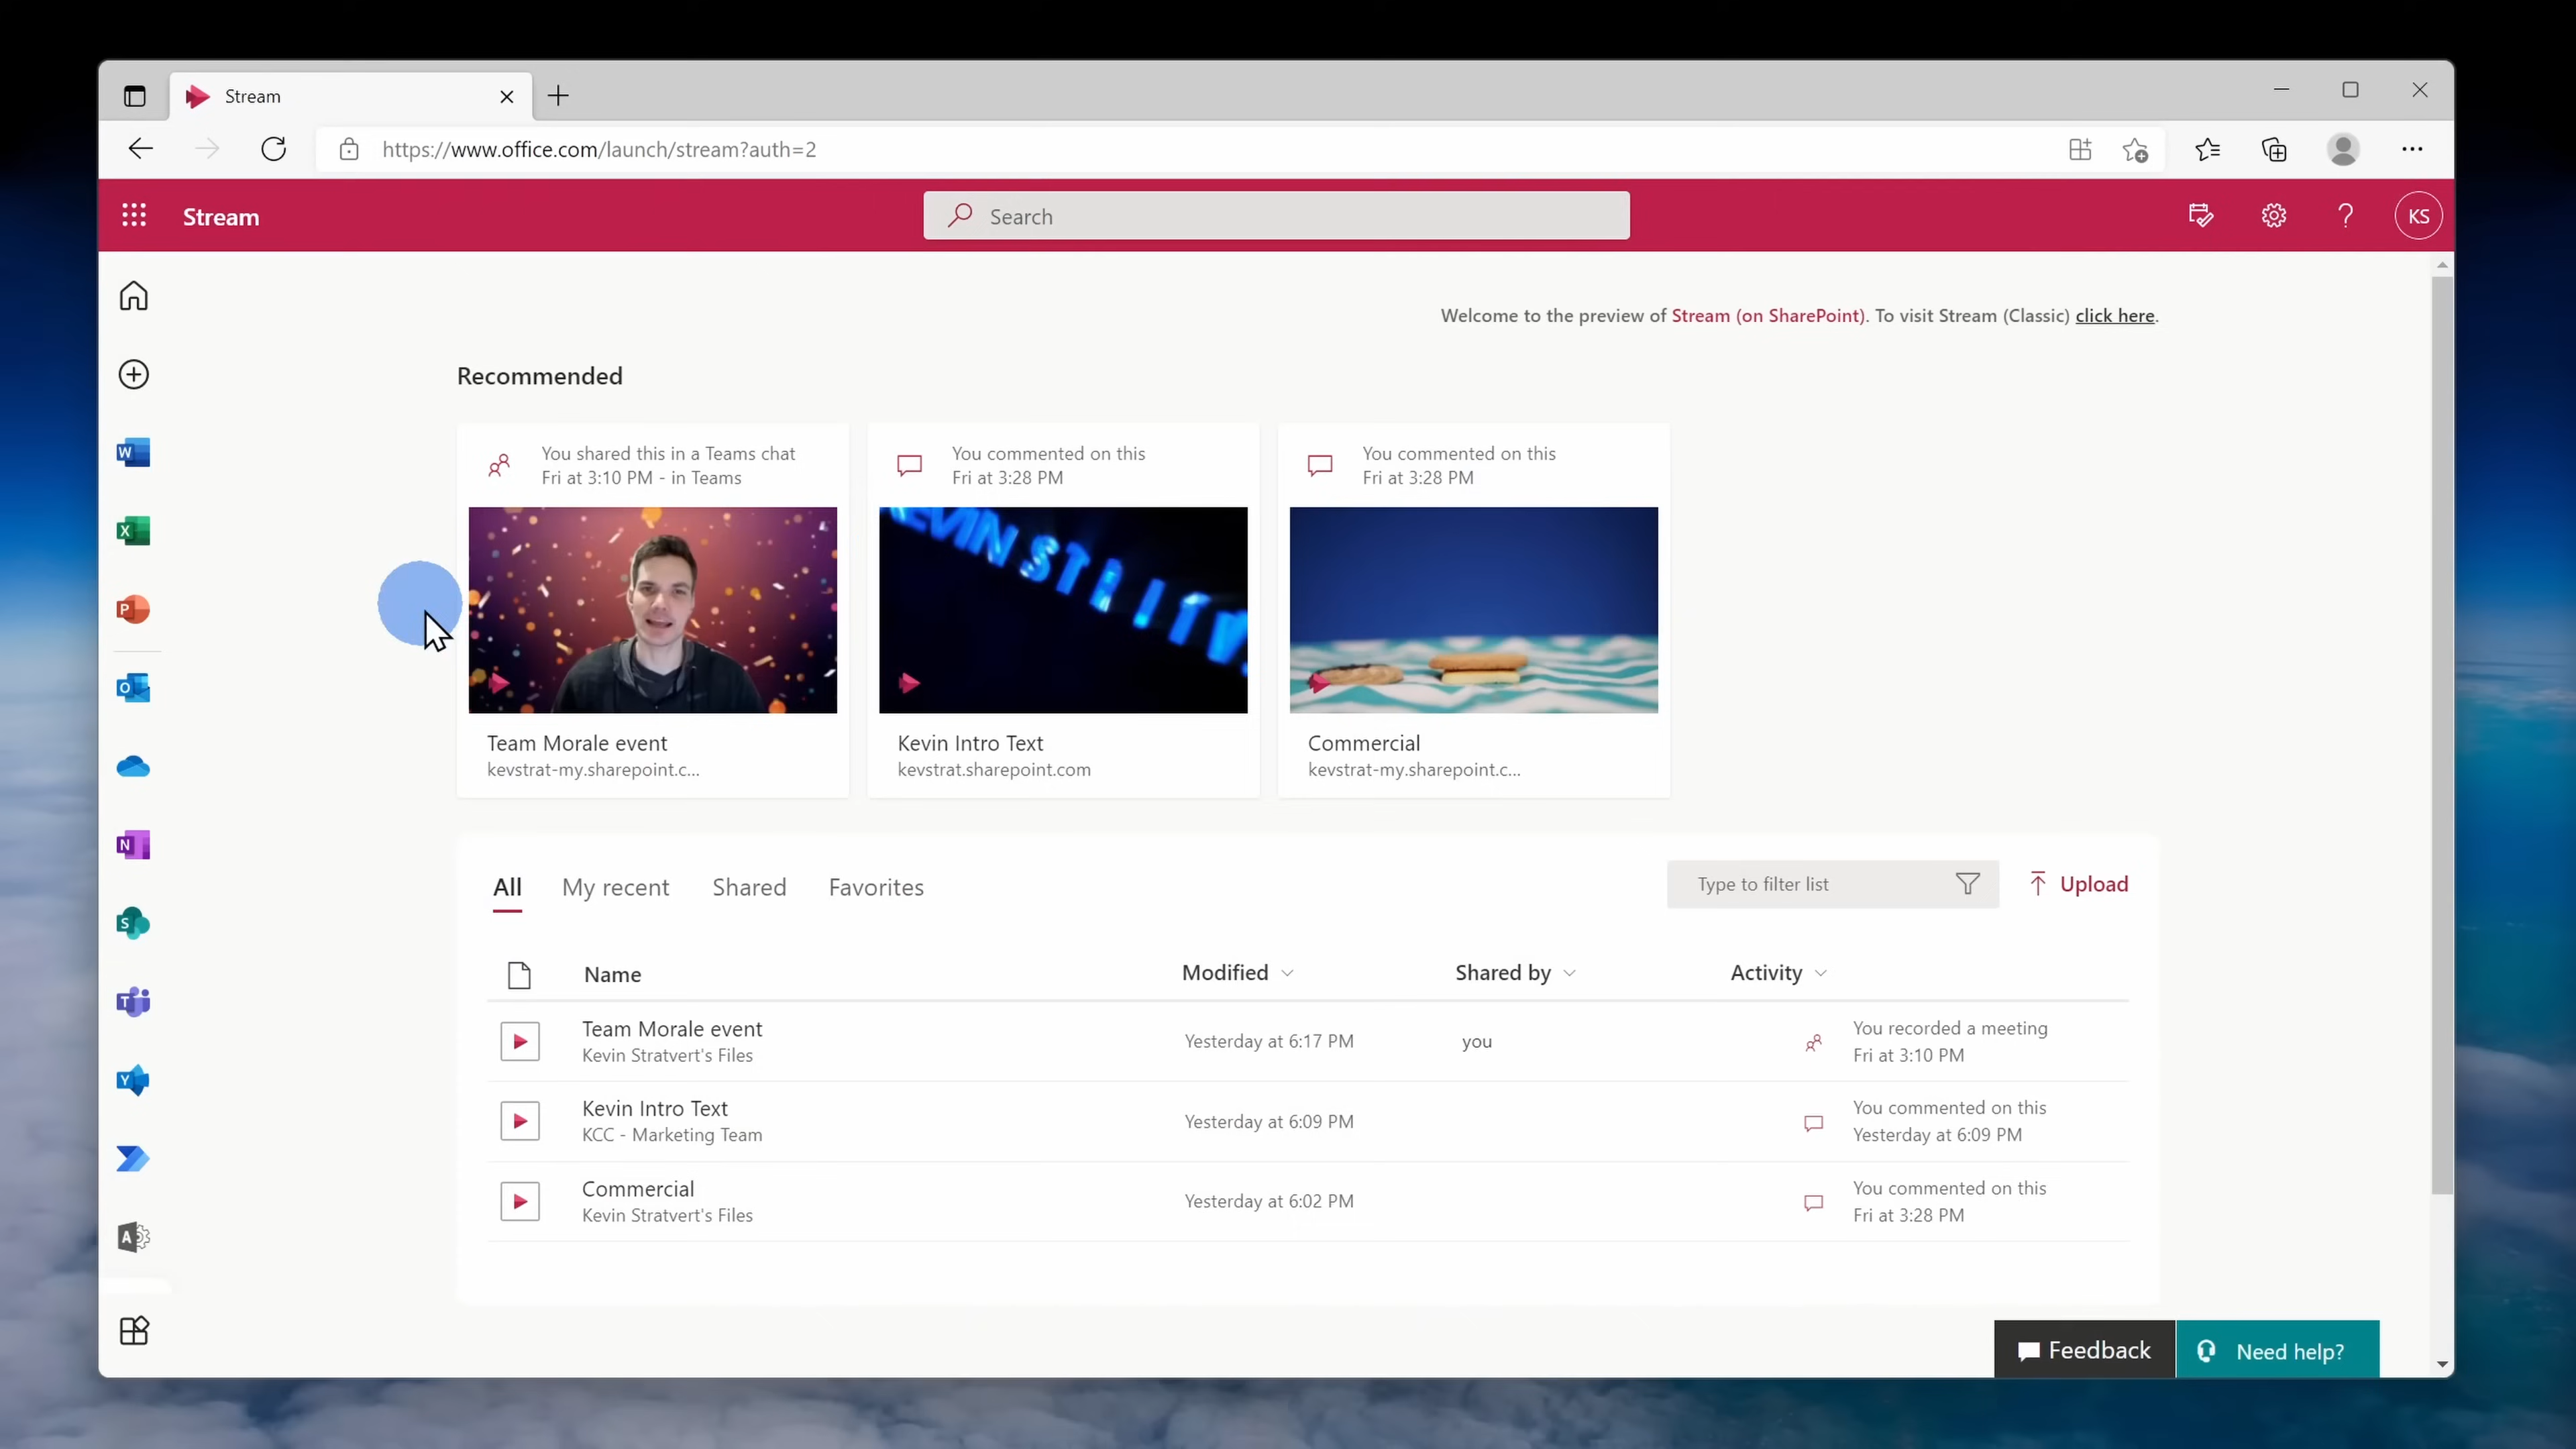 Stream
https://www.office.com/launch/stream?auth=2
Stream
Search
KS
Welcome to the preview of Stream (on SharePoint). To visit Stream (Classic) click here.
Recommended
You shared this in a Teams chat
Fri at 3:10 PM - in Teams
You commented on this
Fri at 3:28 PM
You commented on this
Fri at 3:28 PM
Team Morale event
kevstrat-my.sharepoint.c...
Kevin Intro Text
kevstrat.sharepoint.com
Commercial
kevstrat-my.sharepoint.c...
All My recent Shared Favorites
Type to filter list
Upload
Name Modified Shared by Activity
Team Morale event
Kevin Stratvert's Files
Yesterday at 6:17 PM
you
You recorded a meeting
Fri at 3:10 PM
Kevin Intro Text
KCC - Marketing Team
Yesterday at 6:09 PM
You commented on this
Yesterday at 6:09 PM
Commercial
Kevin Stratvert's Files
Yesterday at 6:02 PM
You commented on this
Fri at 3:28 PM
Feedback
Need help?